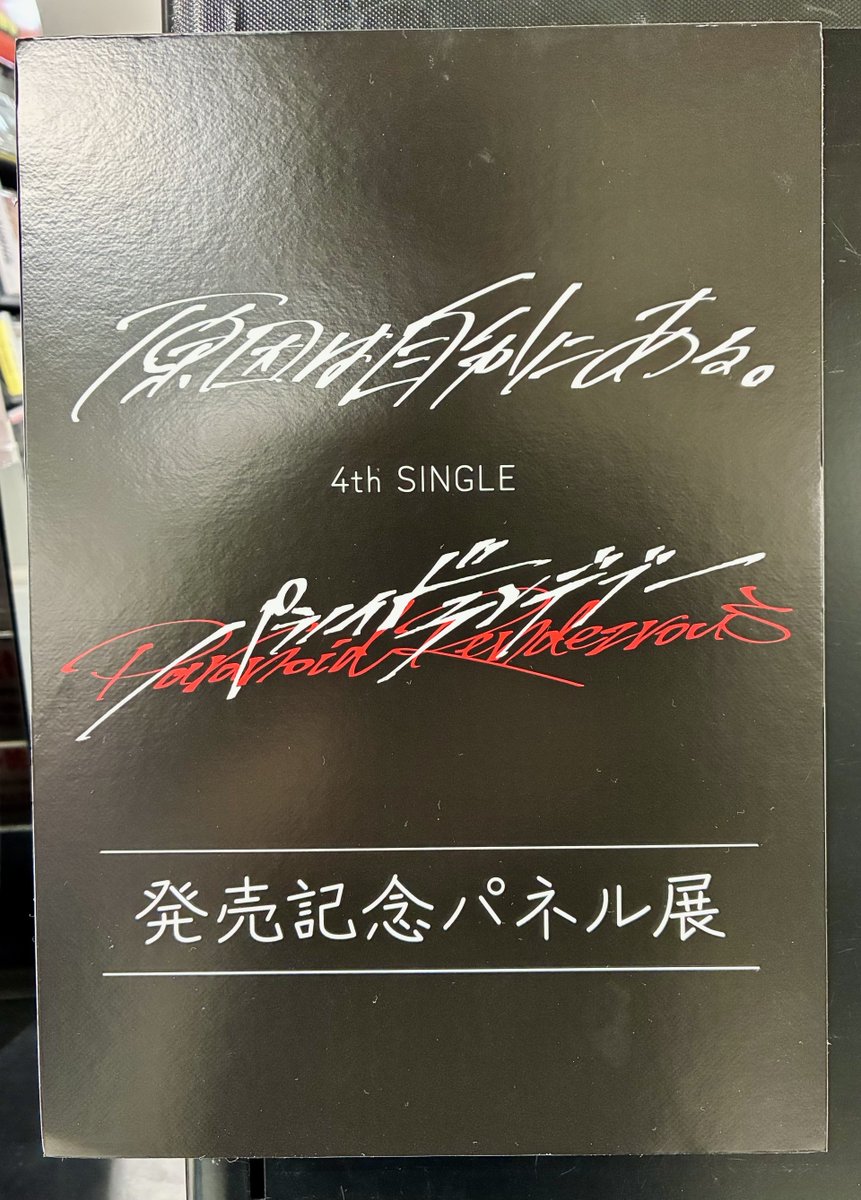 原因は自分にある。
4th SINGLE
パラノイドランデブー
Paranoid Rendezvous
発売記念パネル展